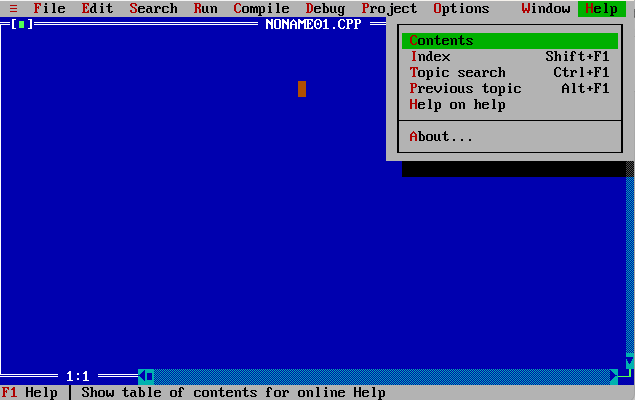 ≡ File Edit Search Run Compile Debug Project Options Window Help
[■] NONAME01.CPP
Contents
Index Shift+F1
Topic search Ctrl+F1
Previous topic Alt+F1
Help on help
About...
1:1
F1 Help | Show table of contents for online Help